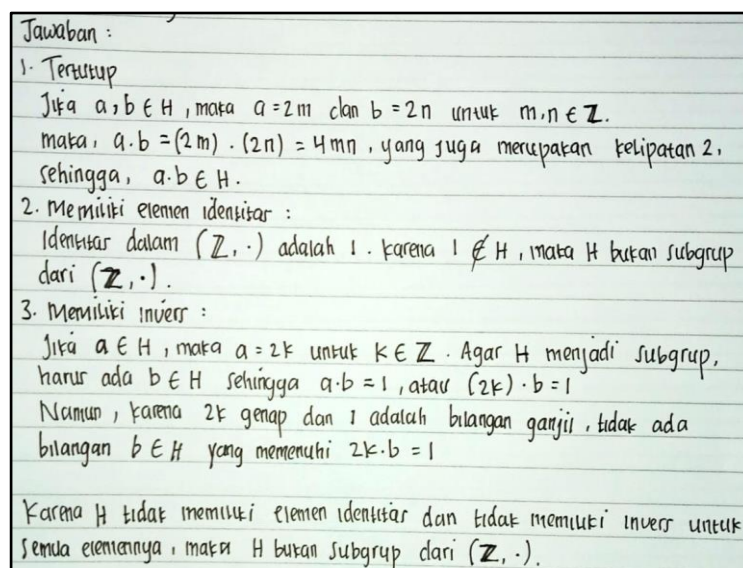 Jawaban :
1. Tertutup
Jika a, b ∈ H, maka a = 2m dan b = 2n untuk m,n ∈ ℤ.
maka, a.b = (2m) . (2n) = 4mn, yang juga merupakan kelipatan 2,
sehingga, a.b ∈ H.
2. Memiliki elemen identitas :
Identitas dalam (ℤ, ·) adalah 1. karena 1 ∉ H, maka H bukan subgrup
dari (ℤ, ·).
3. Memiliki invers :
Jika a ∈ H, maka a = 2k untuk k ∈ ℤ. Agar H menjadi subgrup,
harus ada b ∈ H sehingga a·b = 1, atau (2k) · b = 1
Namun, karena 2k genap dan 1 adalah bilangan ganjil, tidak ada
bilangan b ∈ H yang memenuhi 2k·b = 1
Karena H tidak memiliki elemen identitas dan tidak memiliki invers untuk
semua elemennya, maka H bukan subgrup dari (ℤ, ·).